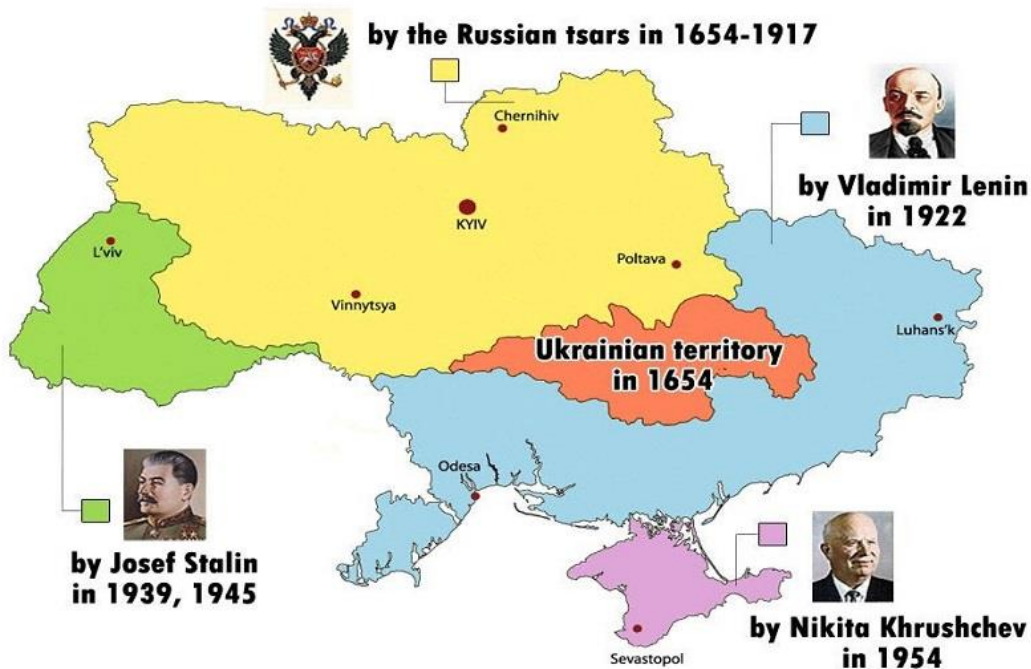 by the Russian tsars in 1654-1917
Chernihiv
by Vladimir Lenin
in 1922
KYIV
L'viv
Poltava
Vinnytsya
Luhans'k
Ukrainian territory
in 1654
Odesa
by Josef Stalin
in 1939, 1945
by Nikita Khrushchev
in 1954
Sevastopol